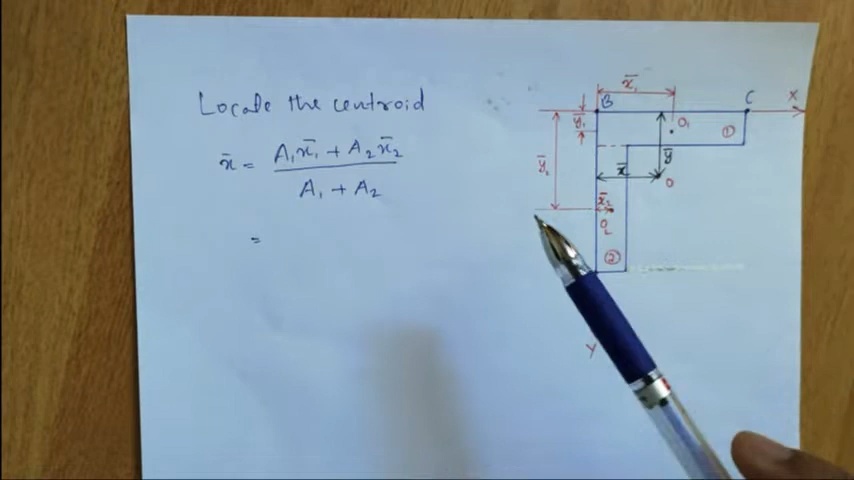 Locate the centroid
x̄ = A₁x̄₁ + A₂x̄₂ / A₁ + A₂
=
x̄₁
B
C
X
ȳ₁
O₁
①
ȳ₂
x̄
ȳ
O
x̄₂
O₂
②
Y